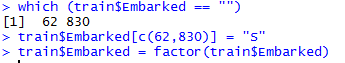 > which (train$Embarked == "")
[1]  62 830
> train$Embarked[c(62,830)] = "S"
> train$Embarked = factor(train$Embarked)